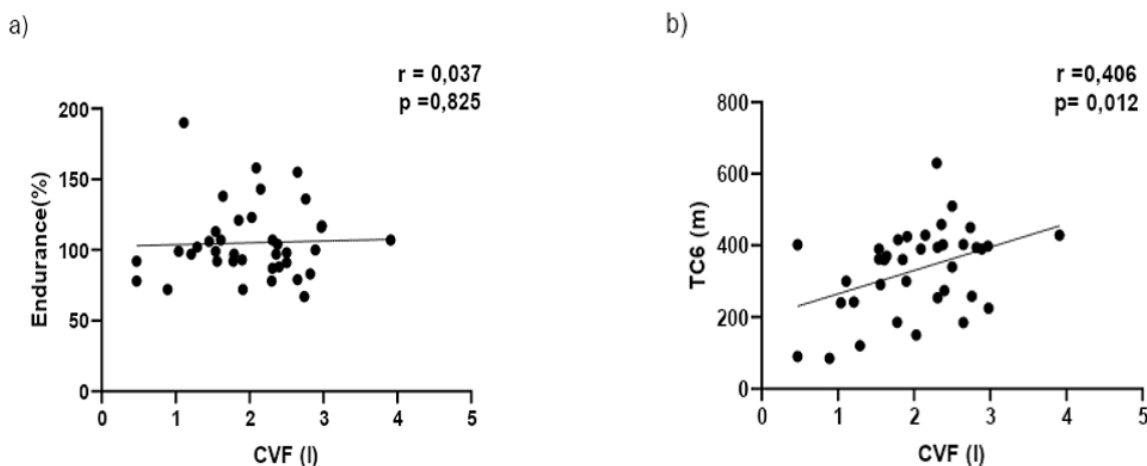 a)
r = 0,037
p =0,825
200
150
100
50
0
Endurance(%)
0 1 2 3 4 5
CVF (l)
b)
r =0,406
p= 0,012
800
600
400
200
0
TC6 (m)
0 1 2 3 4 5
CVF (l)